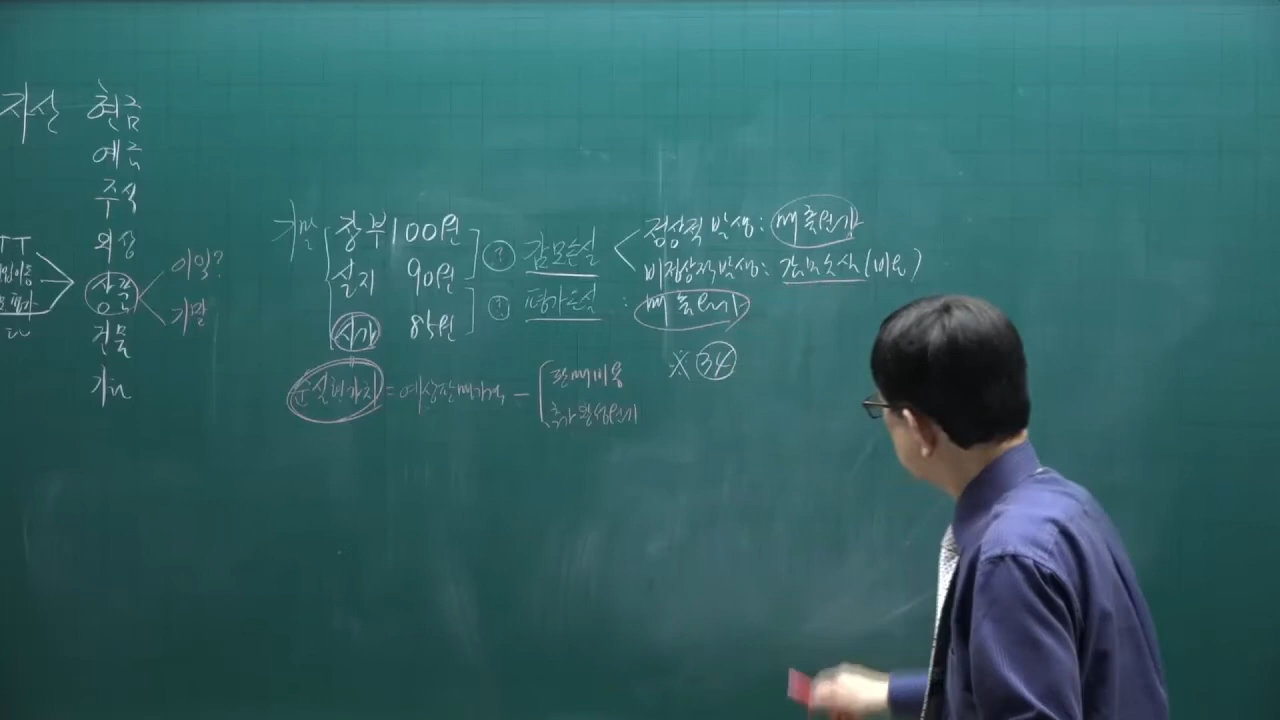 자산
현금
예금
주식
외상
상품
건물
이익?
기말
기말
장부 100원
실지 90원
시가 85원
감모손실
평가손실 : 매출원가
정상적 발생: 매출원가
비정상적 발생: 감모손실 (비용)
※ 34
순실현가치 = 예상판매가격 -
판매비용
추가완성원가